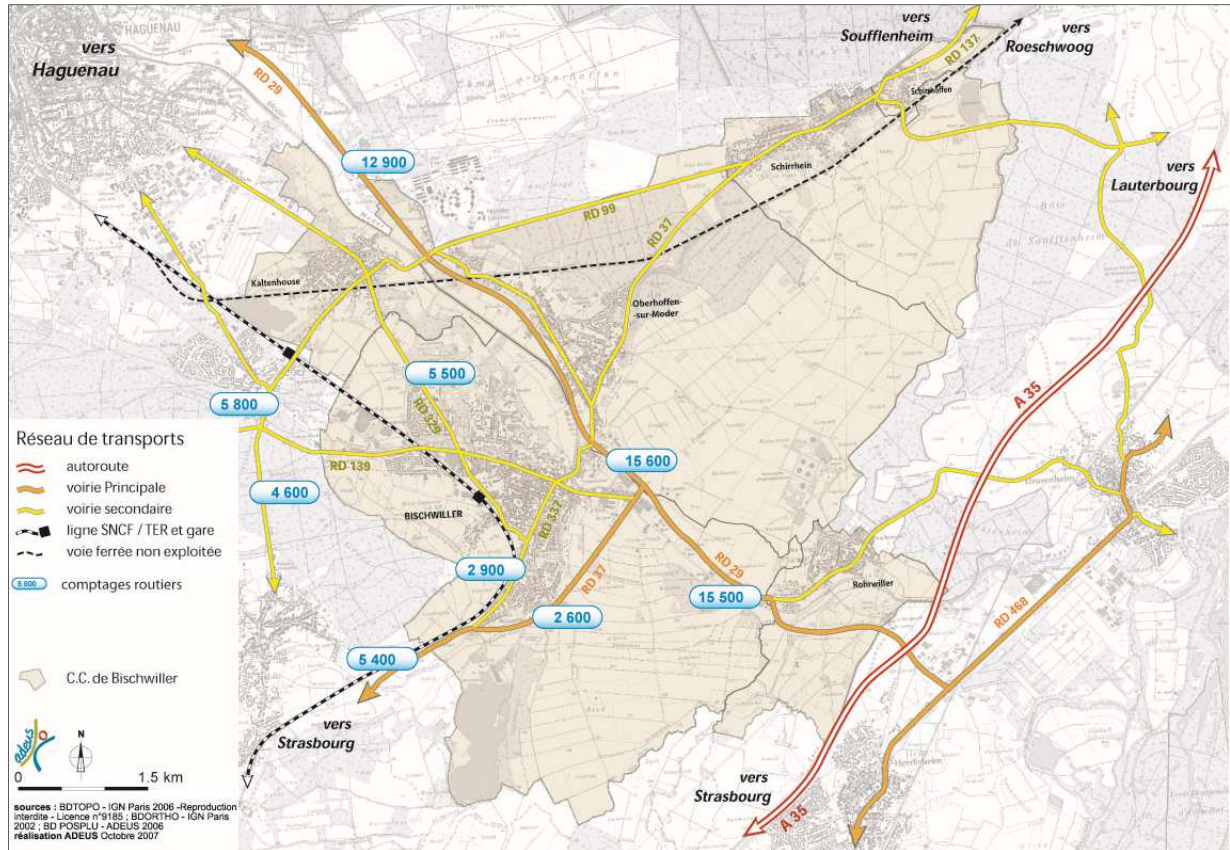 HAGUENAU
vers
Haguenau
RD 29
12 900
vers
Soufflenheim
vers
Roeschwoog
RD 137
Schirrhoffen
Schirrhein
vers
Lauterbourg
RD 99
RD 37
Kaltenhouse
Oberhoffen
-sur-Moder
A 35
5 500
5 800
RD 329
RD 139
4 600
15 600
BISCHWILLER
RD 337
2 900
RD 37
RD 29
2 600
15 500
Rohrwiller
RD 468
5 400
vers
Strasbourg
vers
Strasbourg
A 35
Herrlisheim
Réseau de transports
autoroute
voirie Principale
voirie secondaire
ligne SNCF / TER et gare
voie ferrée non exploitée
5 800
comptages routiers
C.C. de Bischwiller
adeus
N
0 1.5 km
sources : BDTOPO - IGN Paris 2006 -Reproduction
interdite - Licence n°9185 ; BDORTHO - IGN Paris
2002 ; BD POSPLU - ADEUS 2006
réalisation ADEUS Octobre 2007